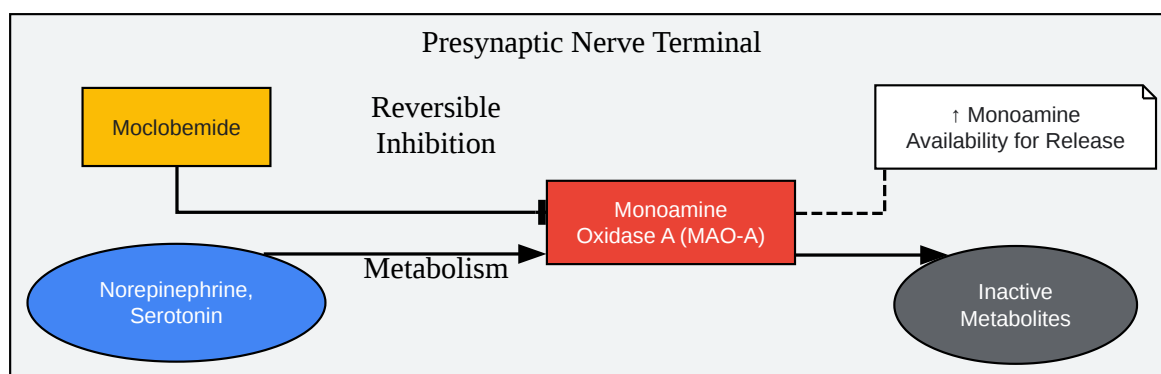 Presynaptic Nerve Terminal
Moclobemide
Reversible
Inhibition
↑ Monoamine
Availability for Release
Monoamine
Oxidase A (MAO-A)
Metabolism
Norepinephrine,
Serotonin
Inactive
Metabolites